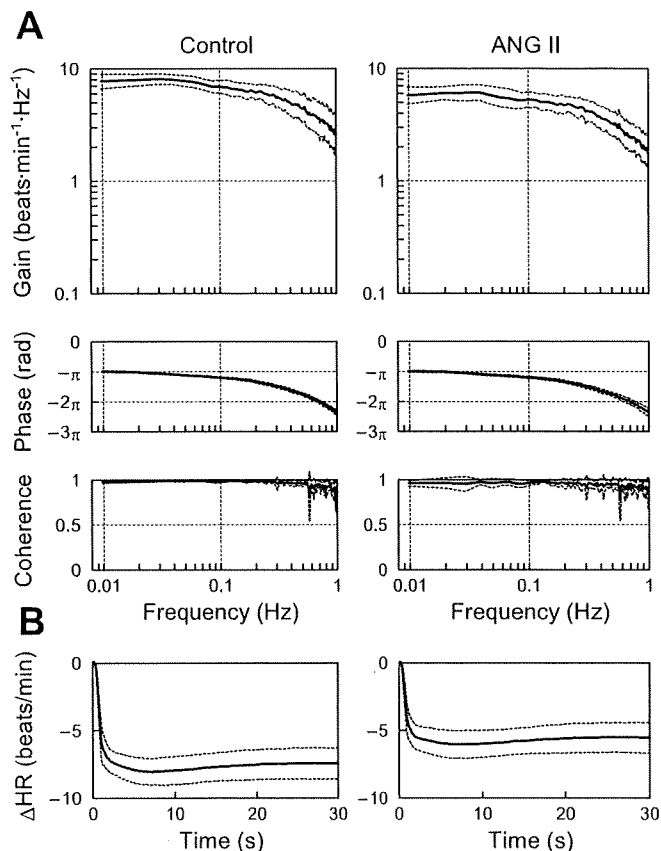 A
Control
ANG II
Gain (beats·min⁻¹·Hz⁻¹)
10
1
0.1
10
1
0.1
Phase (rad)
0
−π
−2π
−3π
0
−π
−2π
−3π
Coherence
1
0.5
0
1
0.5
0
0.01
0.1
1
0.01
0.1
1
Frequency (Hz)
Frequency (Hz)
B
ΔHR (beats/min)
0
−5
−10
0
−5
−10
0
10
20
30
0
10
20
30
Time (s)
Time (s)